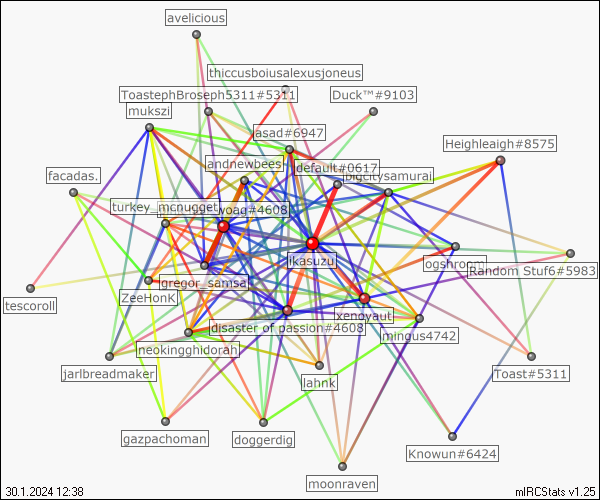 avelicious
thiccusboiusalexusjoneus
ToastephBroseph5311#5311
Duck™#9103
mukszi
asad#6947
Heighleaigh#8575
andnewbees
default#0617
bigcitysamurai
facadas.
turkey_mcnugget
yoag#4608
ikasuzu
ogshroom
Random Stuf6#5983
gregor_samsa
tescoroll
ZeeHonK
xenoyaut
disaster of passion#4608
mingus4742
neokingghidorah
jarlbreadmaker
lahnk
Toast#5311
gazpachoman
doggerdig
Knowun#6424
moonraven
30.1.2024 12:38
mIRCStats v1.25